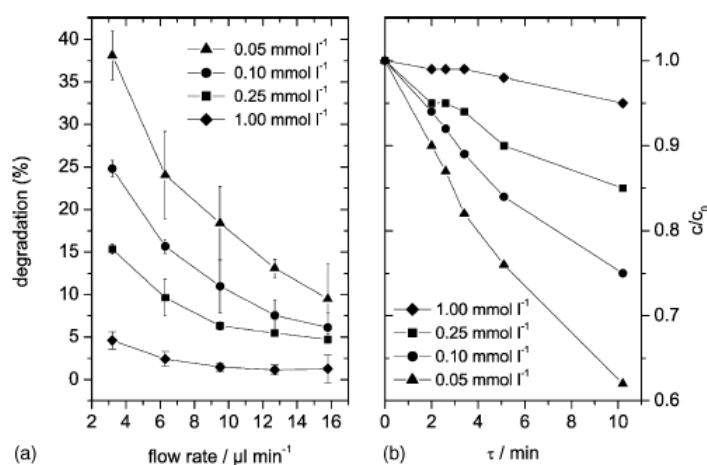 40
35
30
25
20
15
10
5
0
degradation (%)
0.05 mmol l⁻¹
0.10 mmol l⁻¹
0.25 mmol l⁻¹
1.00 mmol l⁻¹
2 4 6 8 10 12 14 16
(a) flow rate / µl min⁻¹
1.00 mmol l⁻¹
0.25 mmol l⁻¹
0.10 mmol l⁻¹
0.05 mmol l⁻¹
1.0
0.9
0.8
0.7
0.6
c/c₀
0 2 4 6 8 10
(b) τ / min